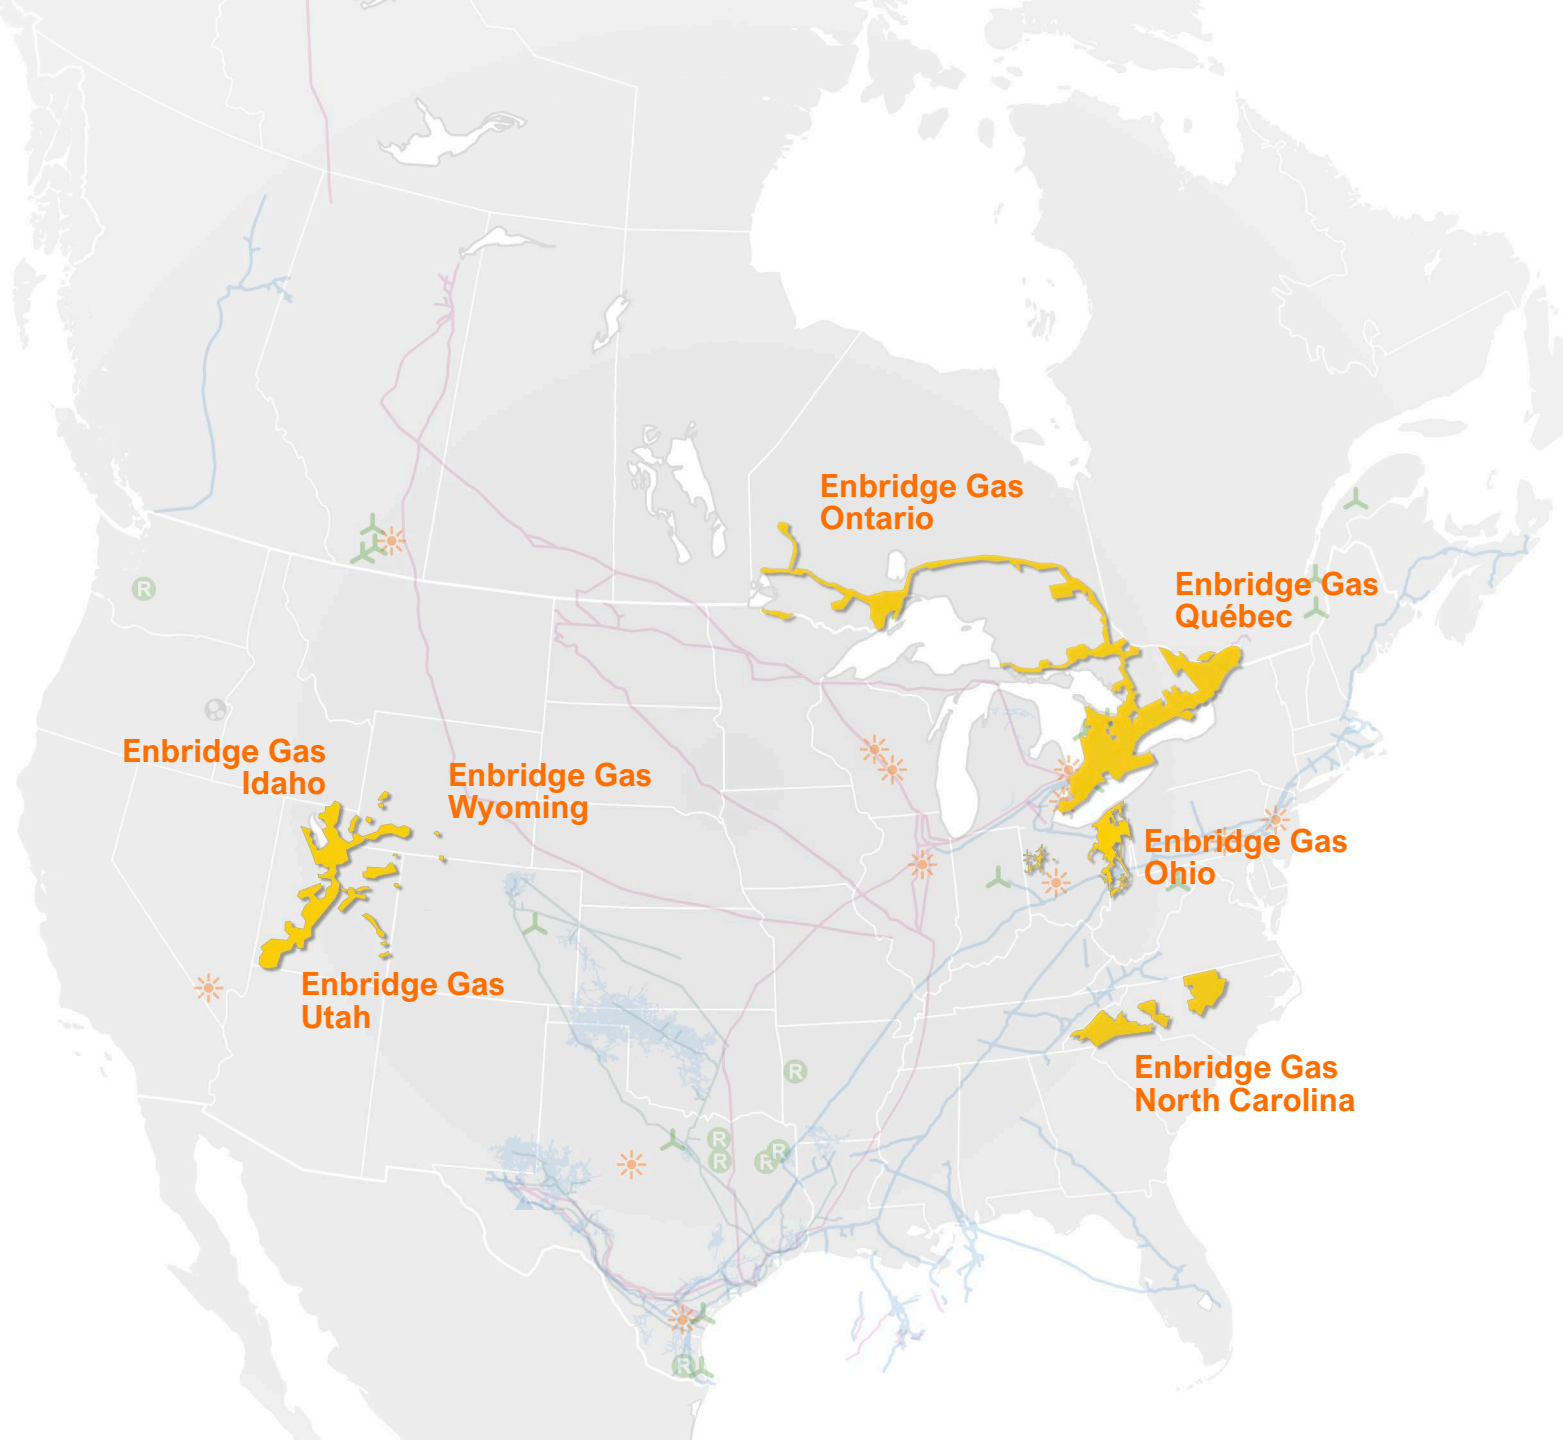 Enbridge Gas
Ontario
Enbridge Gas
Québec
R
Enbridge Gas
Idaho
Enbridge Gas
Wyoming
Enbridge Gas
Ohio
Enbridge Gas
Utah
Enbridge Gas
North Carolina
R
R
R
R
R
R